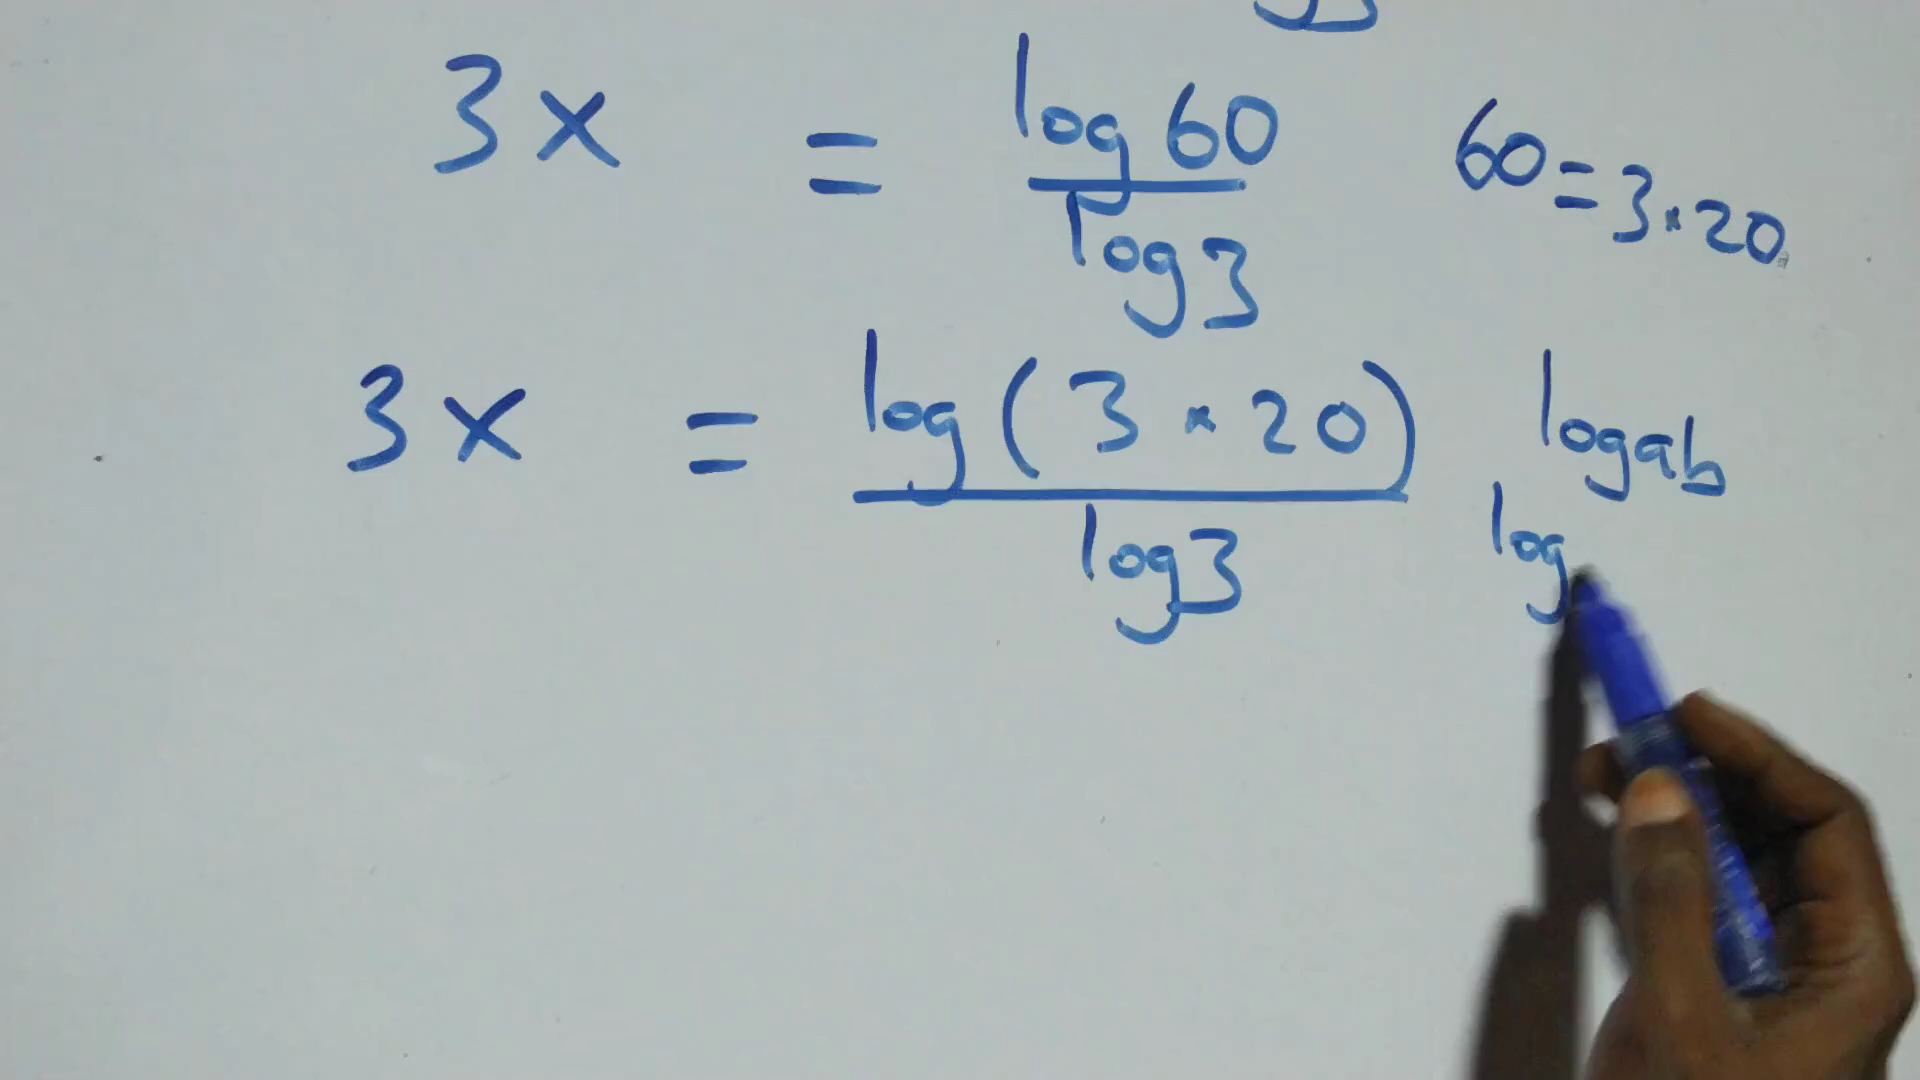 3x = log 60 / log 3
60 = 3 × 20
3x = log (3 × 20) / log 3
log ab
log